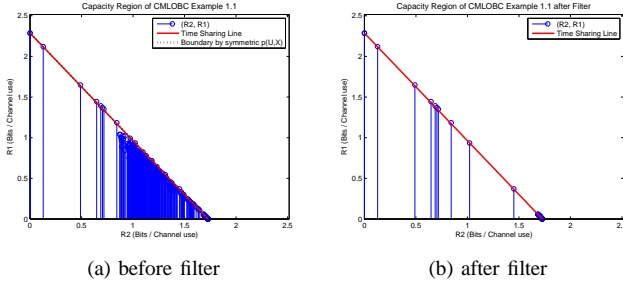 Capacity Region of CMLOBC Example 1.1
(R2, R1)
Time Sharing Line
Boundary by symmetric p(U,X)
R1 (Bits / Channel use)
2.5
2
1.5
1
0.5
0
0 0.5 1 1.5 2 2.5
R2 (Bits / Channel use)
(a) before filter
Capacity Region of CMLOBC Example 1.1 after Filter
(R2, R1)
Time Sharing Line
R1 (Bits / Channel use)
2.5
2
1.5
1
0.5
0
0 0.5 1 1.5 2 2.5
R2 (Bits / Channel use)
(b) after filter